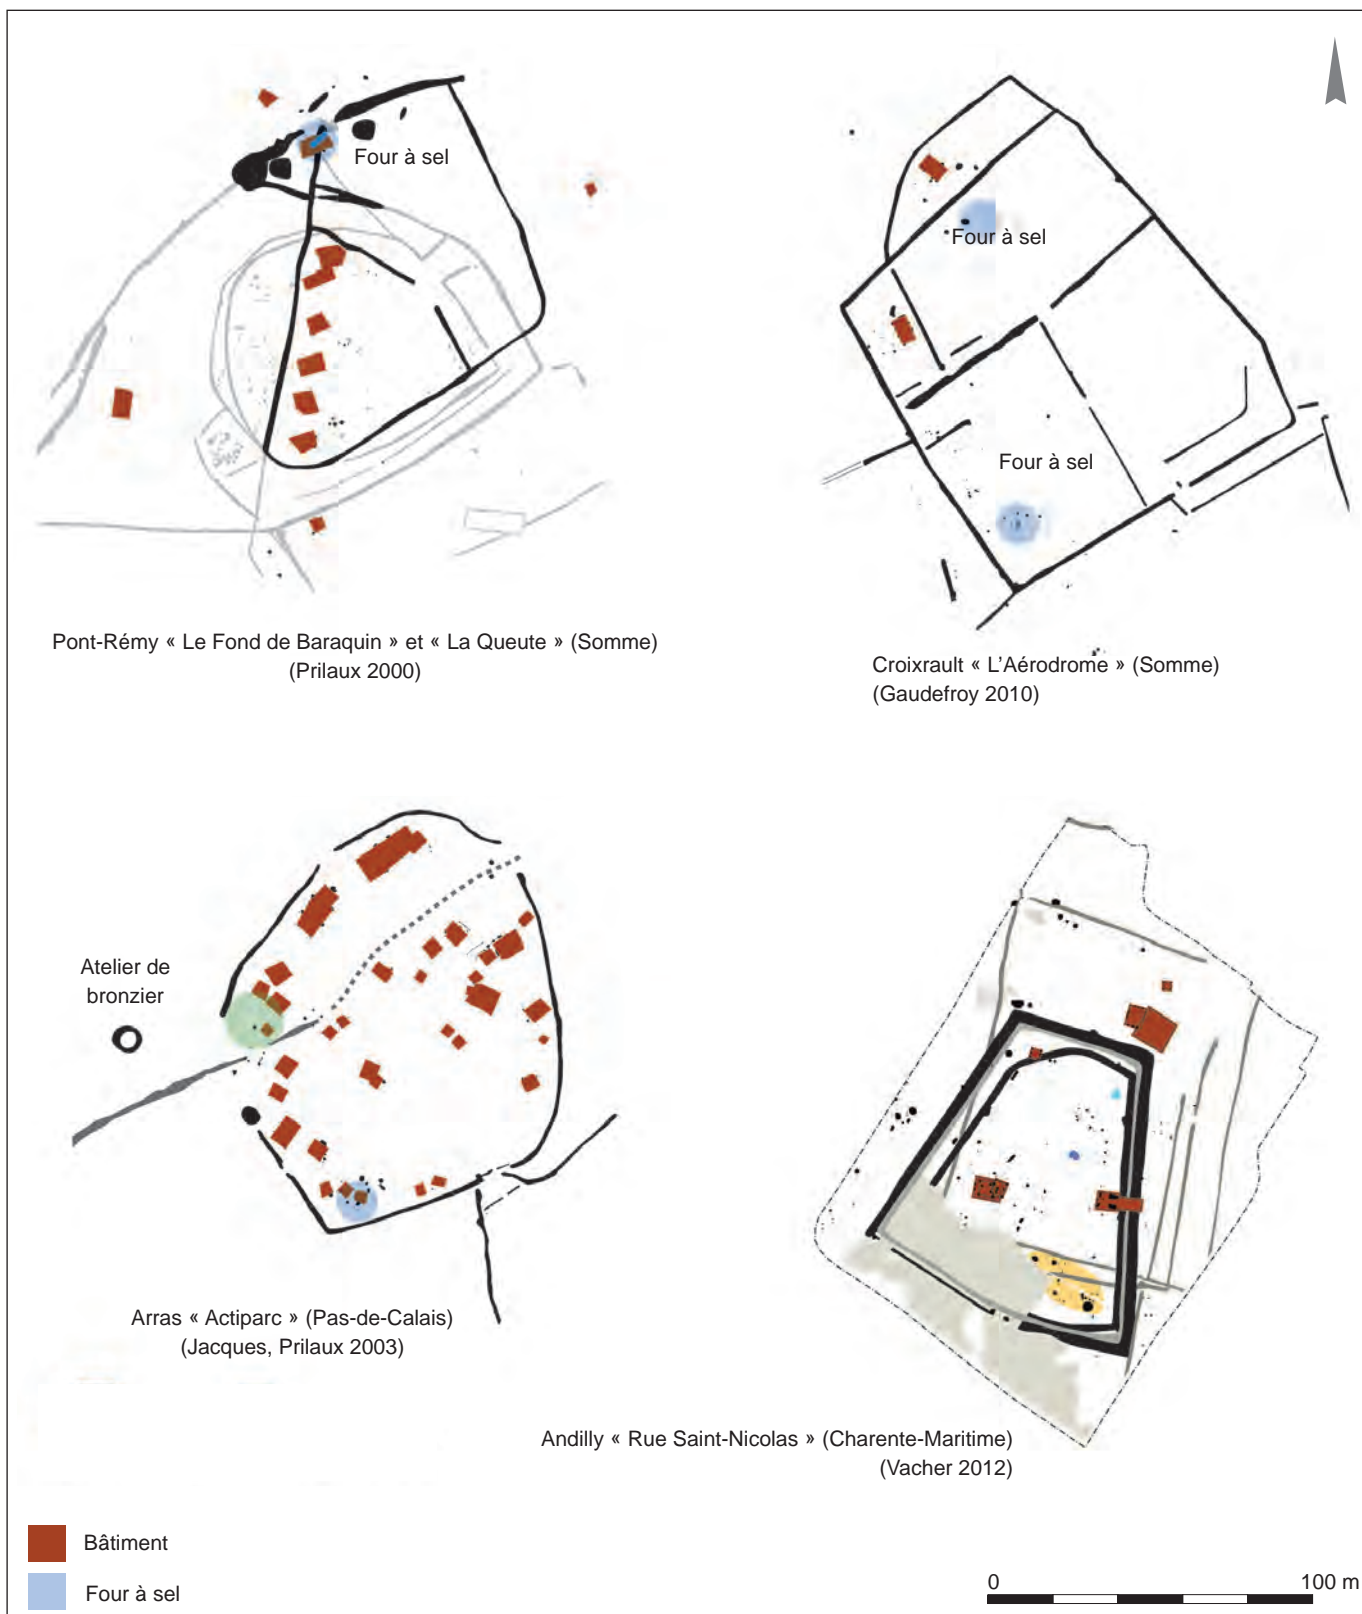 Four à sel
Pont-Rémy « Le Fond de Baraquin » et « La Queute » (Somme)
(Prilaux 2000)
Four à sel
Four à sel
Croixrault « L'Aérodrome » (Somme)
(Gaudefroy 2010)
Atelier de
bronzier
Arras « Actiparc » (Pas-de-Calais)
(Jacques, Prilaux 2003)
Andilly « Rue Saint-Nicolas » (Charente-Maritime)
(Vacher 2012)
Bâtiment
Four à sel
0 100 m